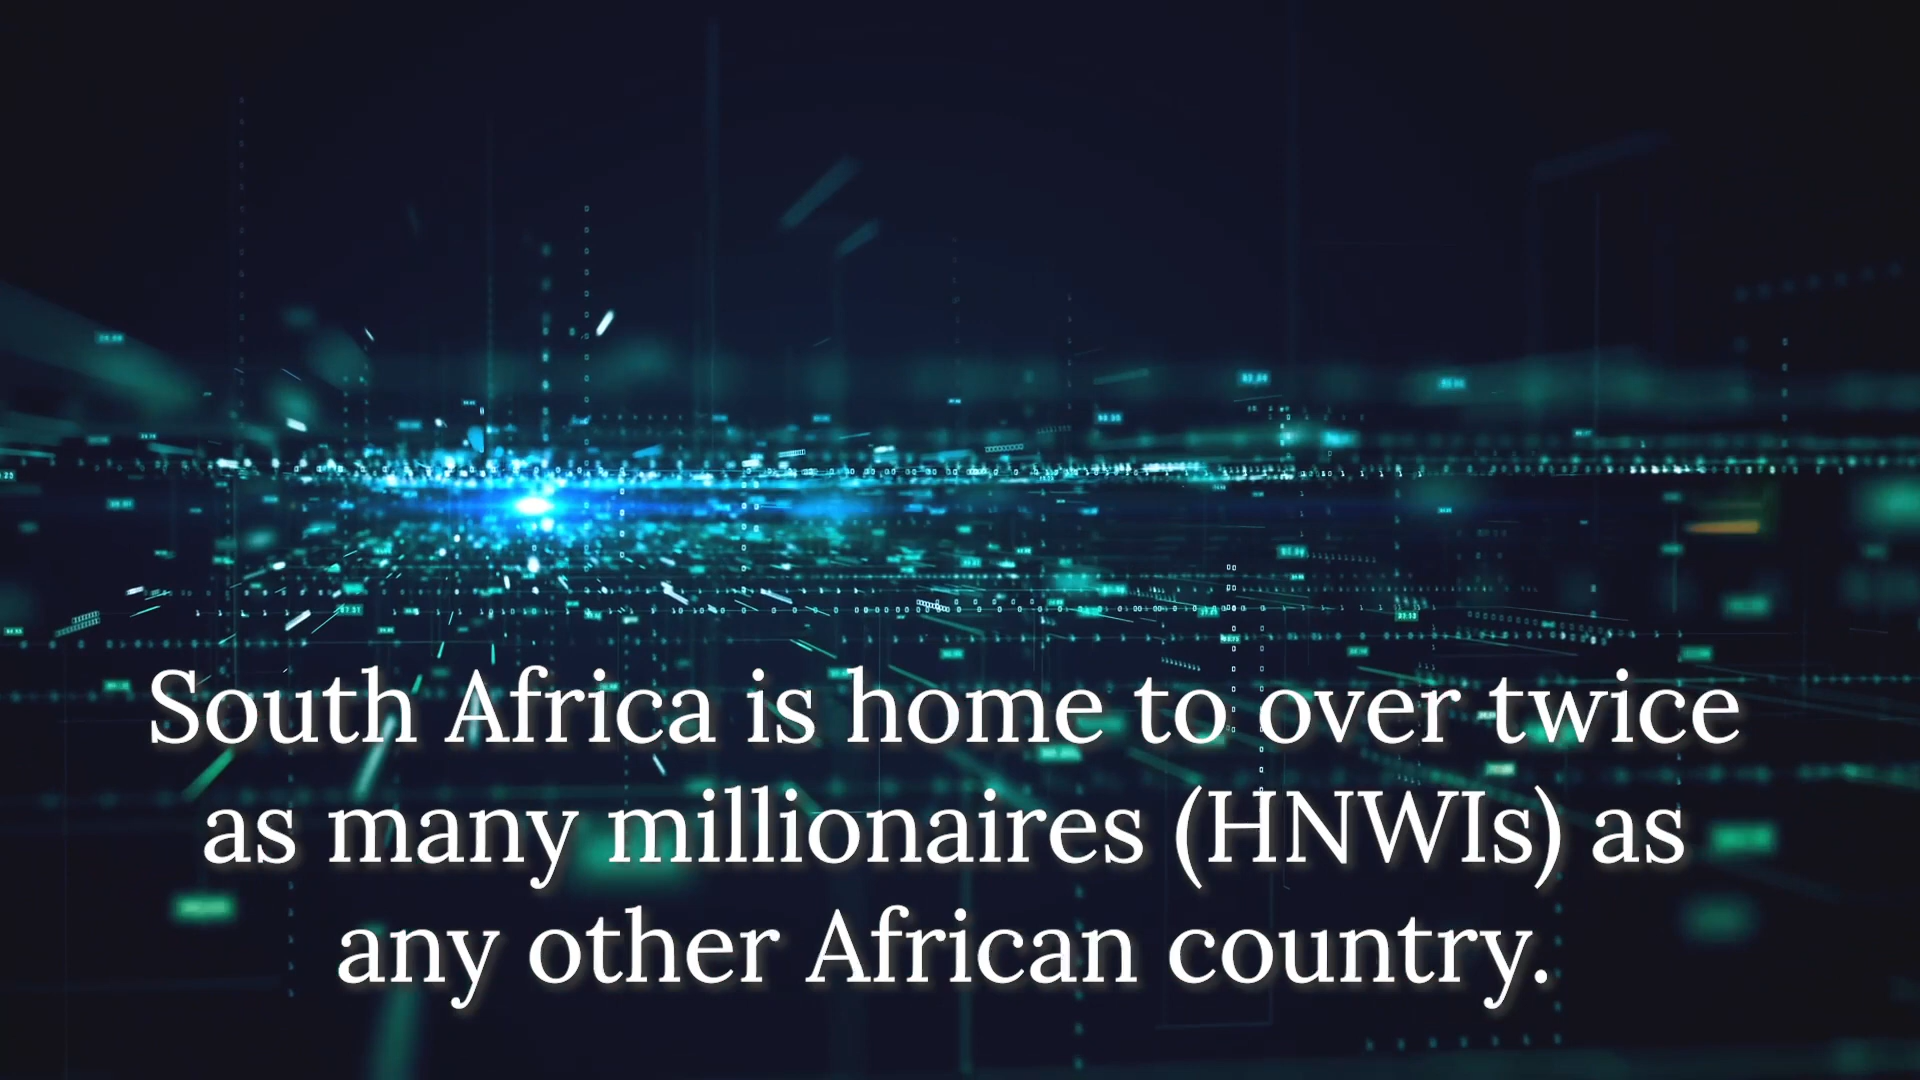 South Africa is home to over twice
as many millionaires (HNWIs) as
any other African country.